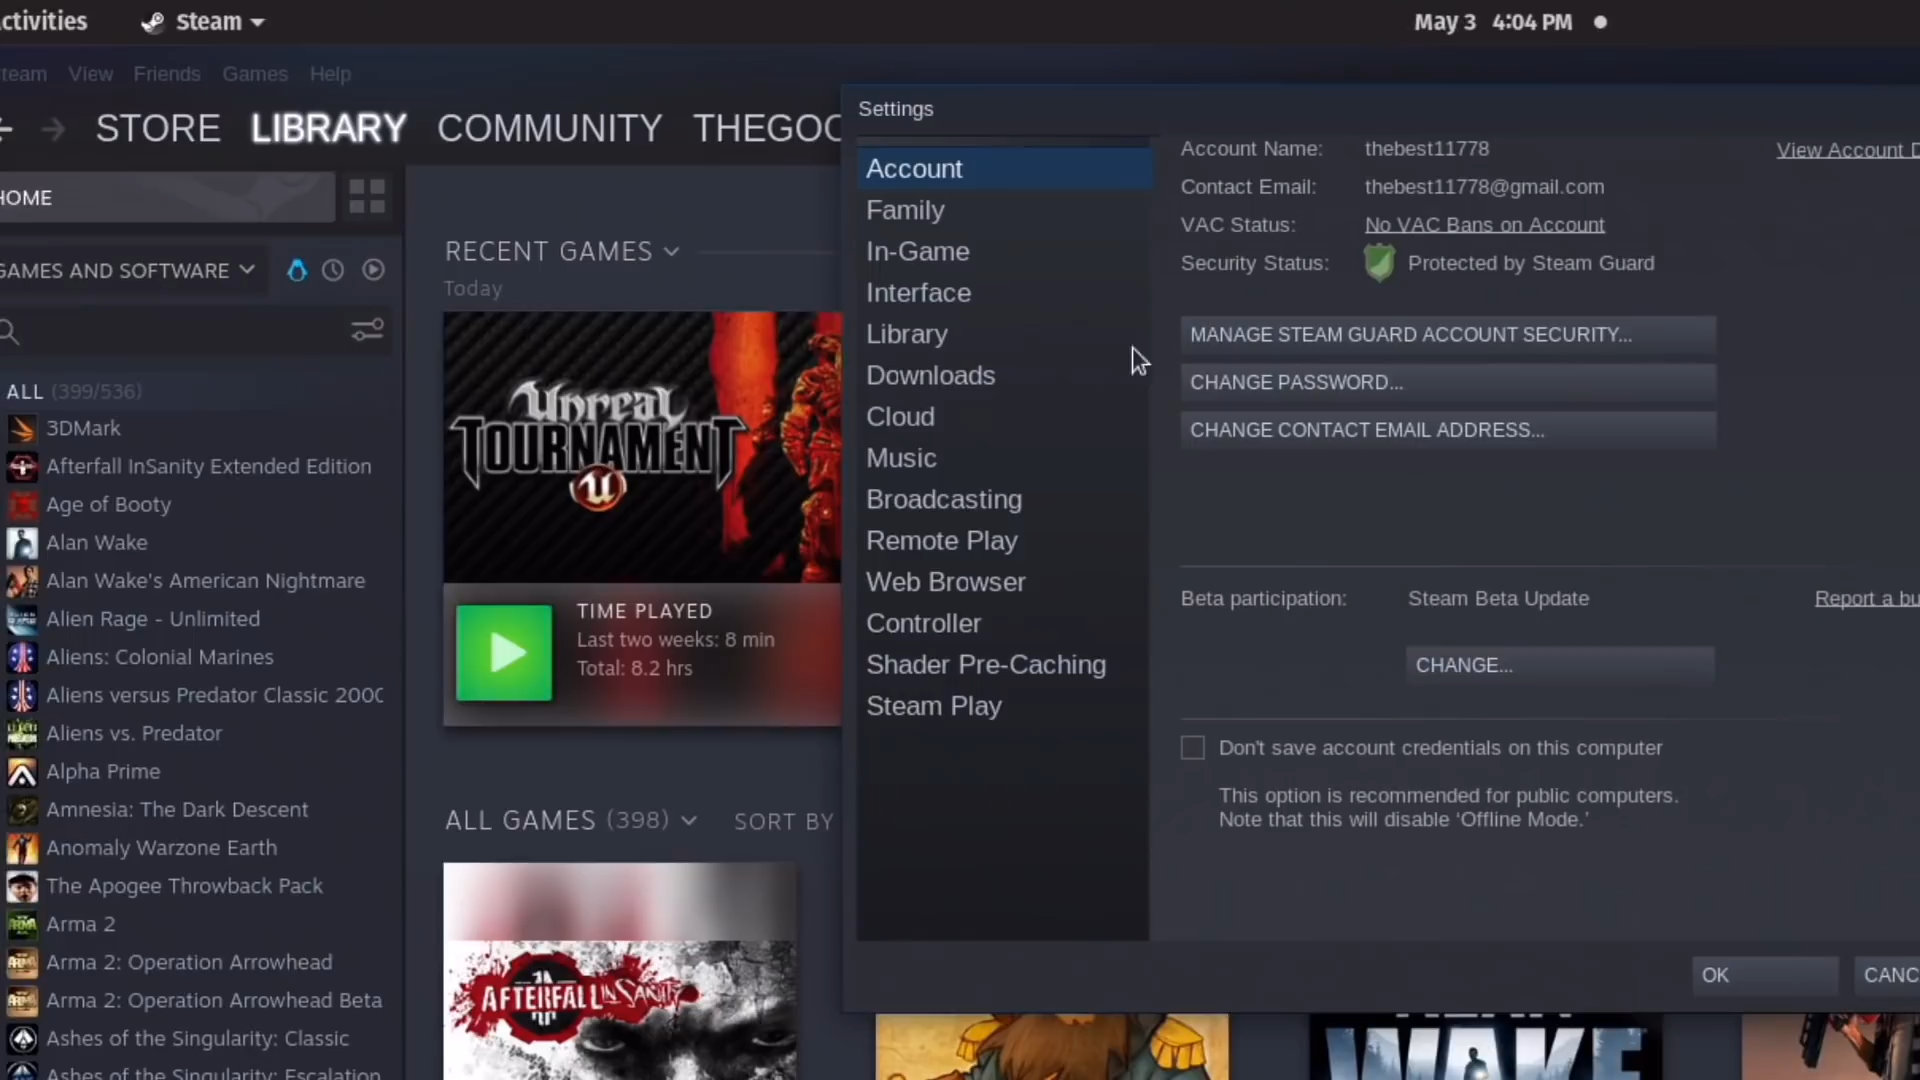 ctivities
Steam
May 3 4:04 PM
team View Friends Games Help
STORE LIBRARY COMMUNITY THEGOO
HOME
GAMES AND SOFTWARE
ALL (399/536)
3DMark
Afterfall InSanity Extended Edition
Age of Booty
Alan Wake
Alan Wake's American Nightmare
Alien Rage - Unlimited
Aliens: Colonial Marines
Aliens versus Predator Classic 2000
Aliens vs. Predator
Alpha Prime
Amnesia: The Dark Descent
Anomaly Warzone Earth
The Apogee Throwback Pack
Arma 2
Arma 2: Operation Arrowhead
Arma 2: Operation Arrowhead Beta
Ashes of the Singularity: Classic
Ashes of the Singularity: Escalation
RECENT GAMES
Today
Unreal
TOURNAMENT
TIME PLAYED
Last two weeks: 8 min
Total: 8.2 hrs
ALL GAMES (398)
SORT BY
AFTERFALL INSANITY
WAKE
Settings
Account
Family
In-Game
Interface
Library
Downloads
Cloud
Music
Broadcasting
Remote Play
Web Browser
Controller
Shader Pre-Caching
Steam Play
Account Name: thebest11778
View Account D
Contact Email: thebest11778@gmail.com
VAC Status: No VAC Bans on Account
Security Status: Protected by Steam Guard
MANAGE STEAM GUARD ACCOUNT SECURITY...
CHANGE PASSWORD...
CHANGE CONTACT EMAIL ADDRESS...
Beta participation: Steam Beta Update
Report a bu
CHANGE...
Don't save account credentials on this computer
This option is recommended for public computers.
Note that this will disable ‘Offline Mode.’
OK
CANC